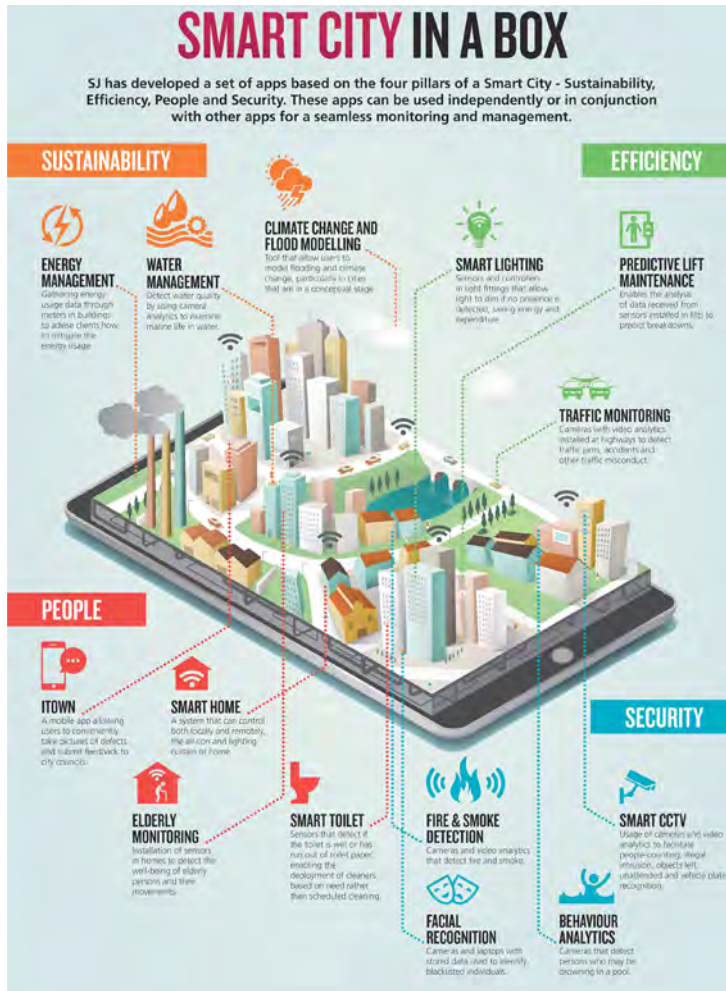 SMART CITY IN A BOX
SJ has developed a set of apps based on the four pillars of a Smart City - Sustainability,
Efficiency, People and Security. These apps can be used independently or in conjunction
with other apps for a seamless monitoring and management.
SUSTAINABILITY
EFFICIENCY
ENERGY
MANAGEMENT
Gathering energy
usage data through
meters in buildings
to advise clients how
to mitigate the
energy usage.
WATER
MANAGEMENT
Detect water quality
by using camera
analytics to examine
marine life in water.
CLIMATE CHANGE AND
FLOOD MODELLING
Tool that allow users to
model flooding and climate
change, particularly in cities
that are in a conceptual stage.
SMART LIGHTING
Sensors and controllers
in light fittings that allow
light to dim if no presence is
detected, saving energy and
expenditure.
PREDICTIVE LIFT
MAINTENANCE
Enables the analysis
of data received from
sensors installed in lifts to
predict breakdowns.
TRAFFIC MONITORING
Cameras with video analytics
installed at highways to detect
traffic jams, accidents and
other traffic misconduct.
PEOPLE
ITOWN
A mobile app allowing
users to conveniently
take pictures of defects
and submit feedback to
city councils.
SMART HOME
A system that can control
both locally and remotely,
the air-con and lighting
curtain of home.
SECURITY
ELDERLY
MONITORING
Installation of sensors
in homes to detect the
well-being of elderly
persons and their
movements.
SMART TOILET
Sensors that detect if
the toilet is wet or has
run out of toilet paper,
enabling the
deployment of cleaners
based on need rather
then scheduled cleaning.
FIRE & SMOKE
DETECTION
Cameras and video analytics
that detect fire and smoke.
SMART CCTV
Usage of cameras and video
analytics to facilitate
people-counting, illegal
intrusion, objects left
unattended and vehicle plate
recognition.
FACIAL
RECOGNITION
Cameras and laptops with
stored data used to identify
blacklisted individuals.
BEHAVIOUR
ANALYTICS
Cameras that detect
persons who may be
drowning in a pool.